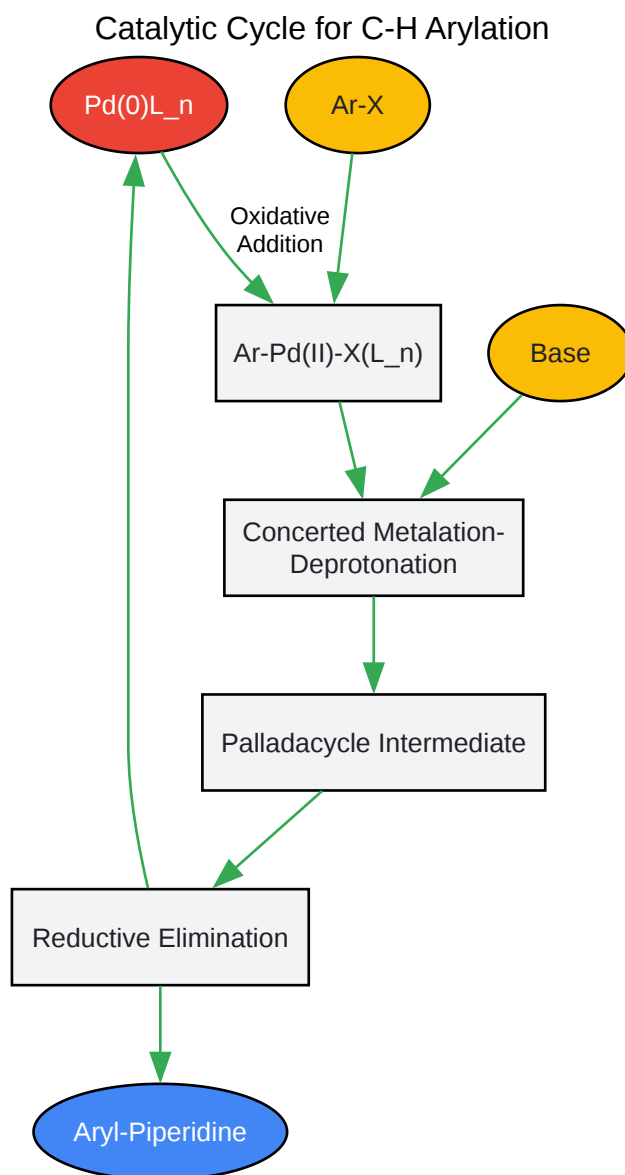 Catalytic Cycle for C-H Arylation
Pd(0)L_n
Ar-X
Oxidative
Addition
Ar-Pd(II)-X(L_n)
Base
Concerted Metalation-
Deprotonation
Palladacycle Intermediate
Reductive Elimination
Aryl-Piperidine